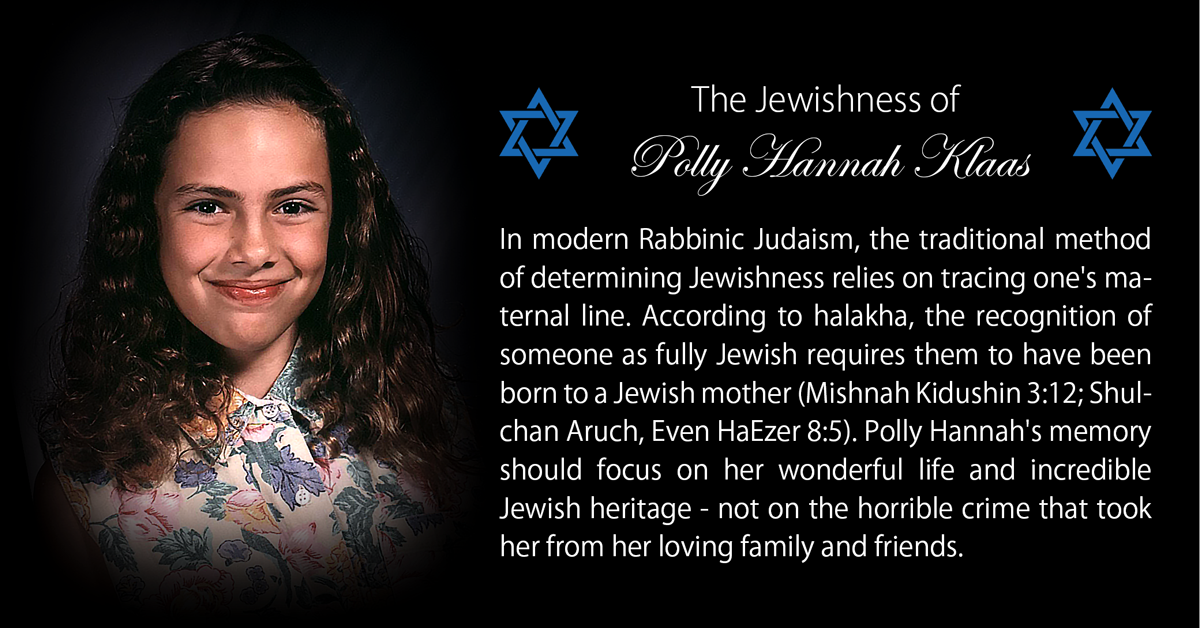 The Jewishness of
Polly Hannah Klaas
In modern Rabbinic Judaism, the traditional method
of determining Jewishness relies on tracing one's ma-
ternal line. According to halakha, the recognition of
someone as fully Jewish requires them to have been
born to a Jewish mother (Mishnah Kidushin 3:12; Shul-
chan Aruch, Even HaEzer 8:5). Polly Hannah's memory
should focus on her wonderful life and incredible
Jewish heritage - not on the horrible crime that took
her from her loving family and friends.